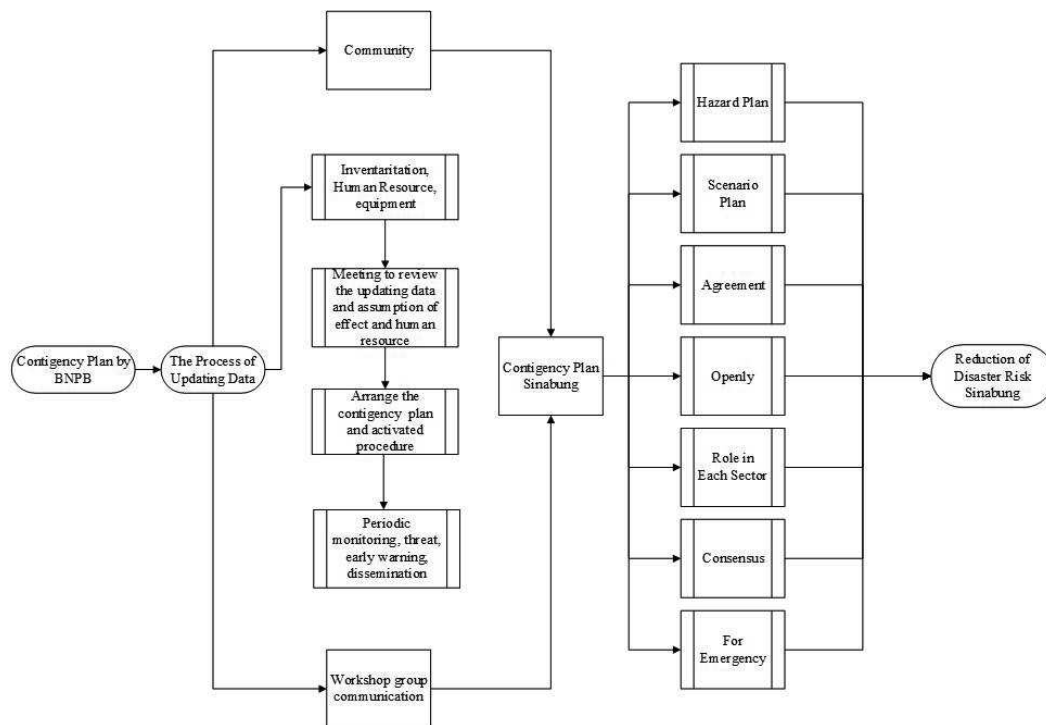 Contigency Plan by
BNPB
The Process of
Updating Data
Community
Inventaritation,
Human Resource,
equipment
Meeting to review
the updating data
and assumption of
effect and human
resource
Arrange the
contigency plan
and activated
procedure
Periodic
monitoring, threat,
early warning,
dissemination
Workshop group
communication
Contigency Plan
Sinabung
Hazard Plan
Scenario
Plan
Agreement
Openly
Role in
Each Sector
Consensus
For
Emergency
Reduction of
Disaster Risk
Sinabung